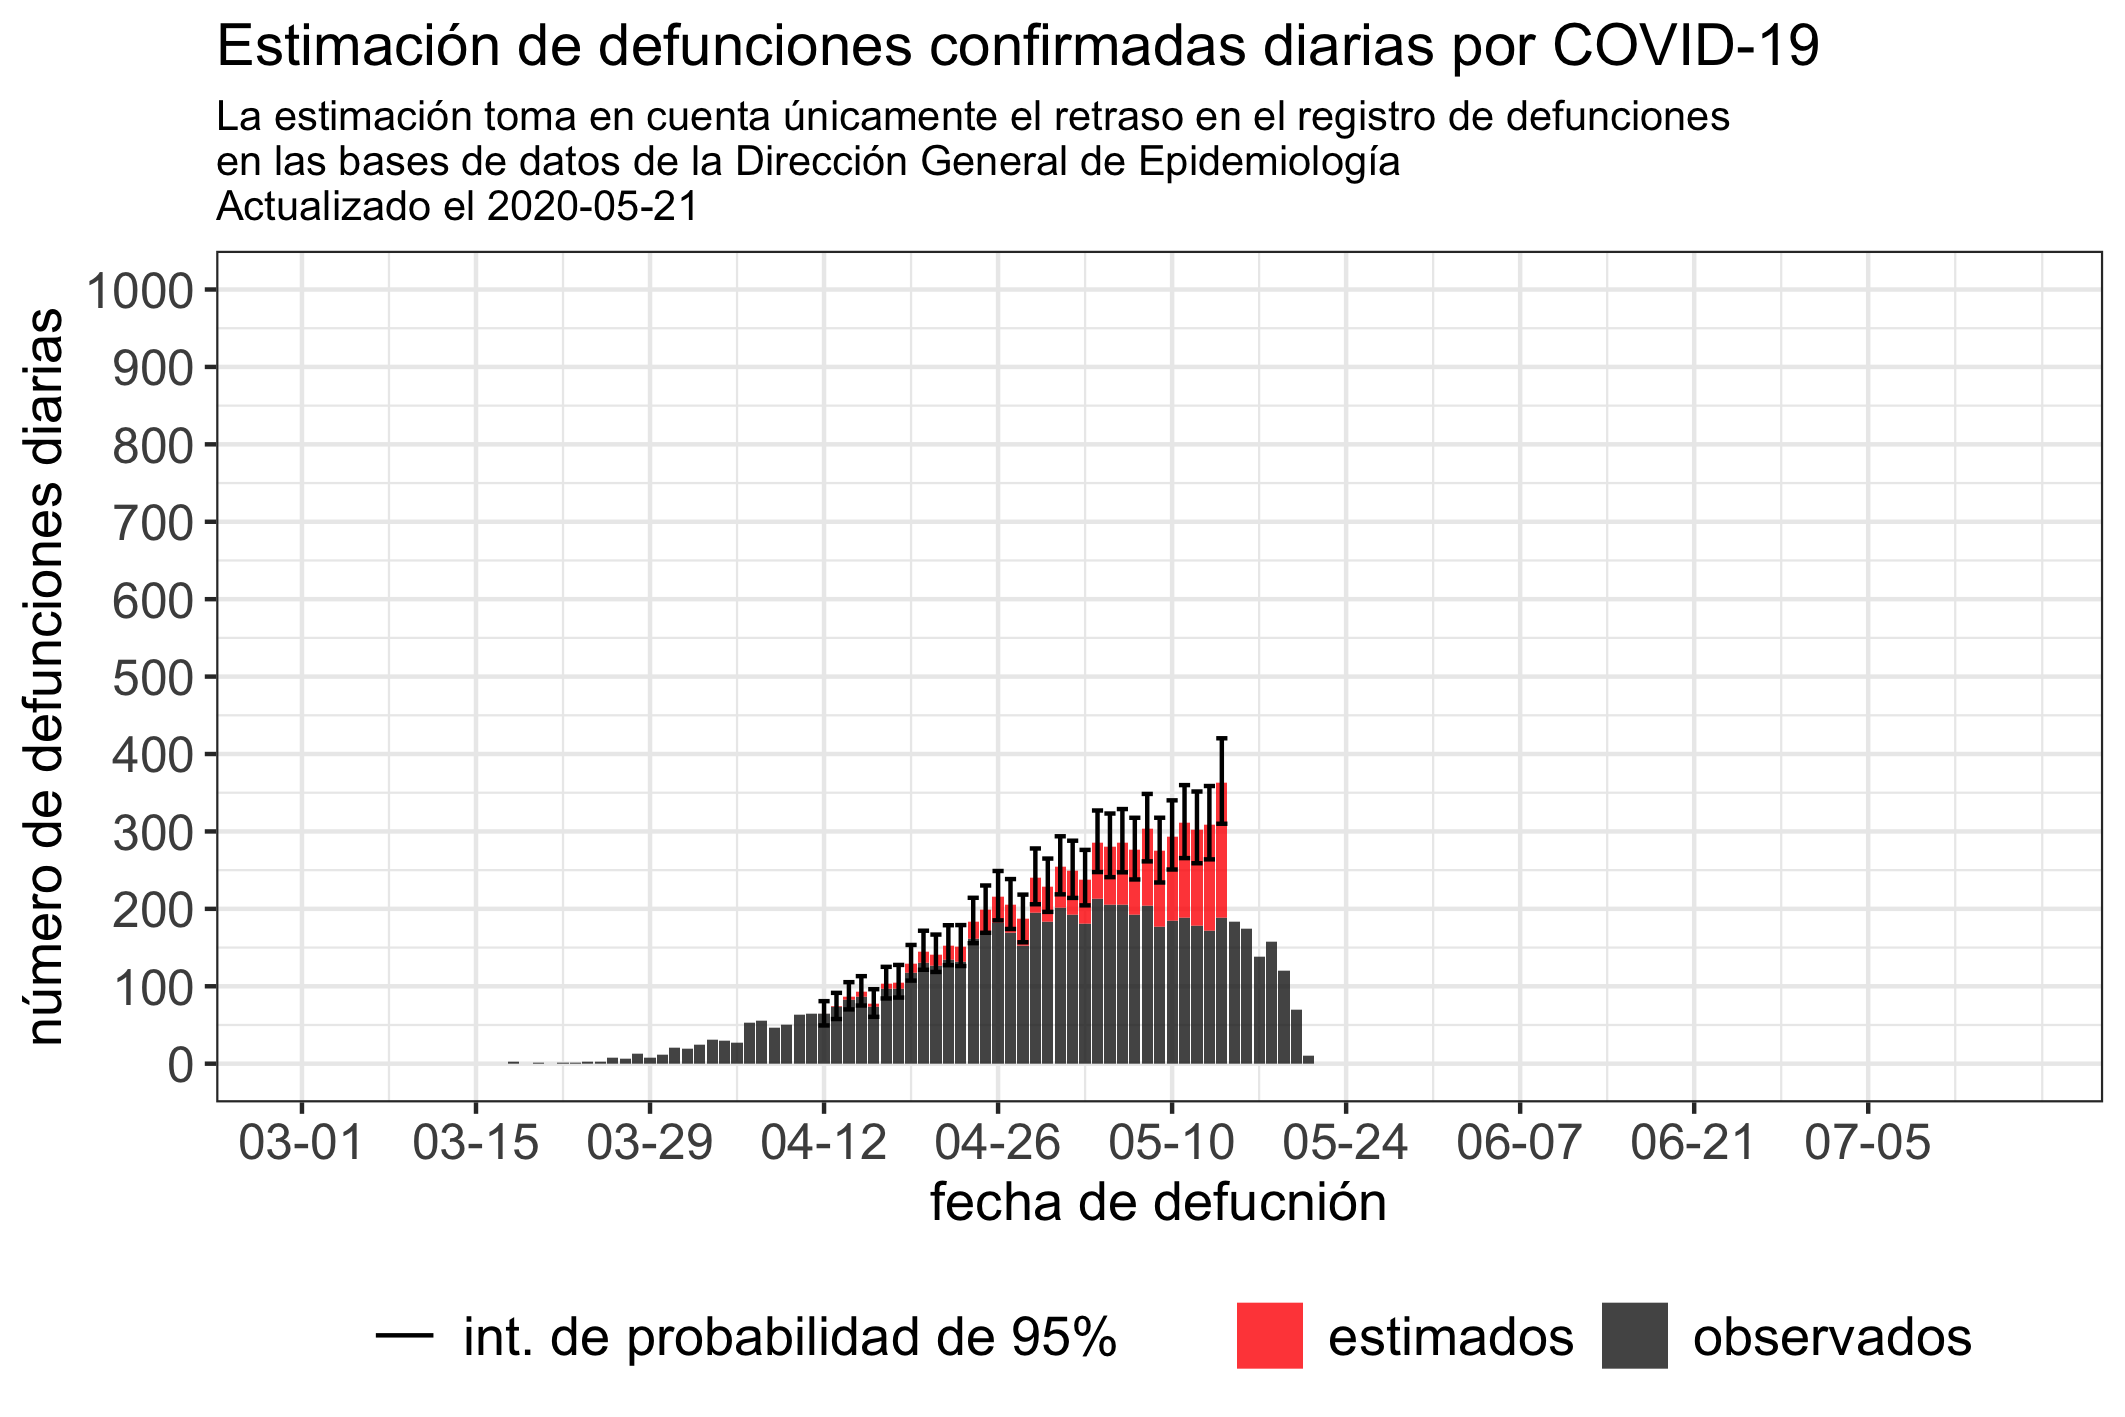 Estimación de defunciones confirmadas diarias por COVID-19
La estimación toma en cuenta únicamente el retraso en el registro de defunciones
en las bases de datos de la Dirección General de Epidemiología
Actualizado el 2020-05-21
número de defunciones diarias
1000
900
800
700
600
500
400
300
200
100
0
03-01 03-15 03-29 04-12 04-26 05-10 05-24 06-07 06-21 07-05
fecha de defucnión
int. de probabilidad de 95% estimados observados